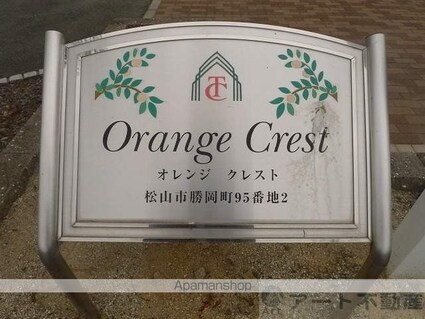 TC
Orange Crest
オレンジ クレスト
松山市勝岡町95番地2
Apamanshop
Art アート不動産